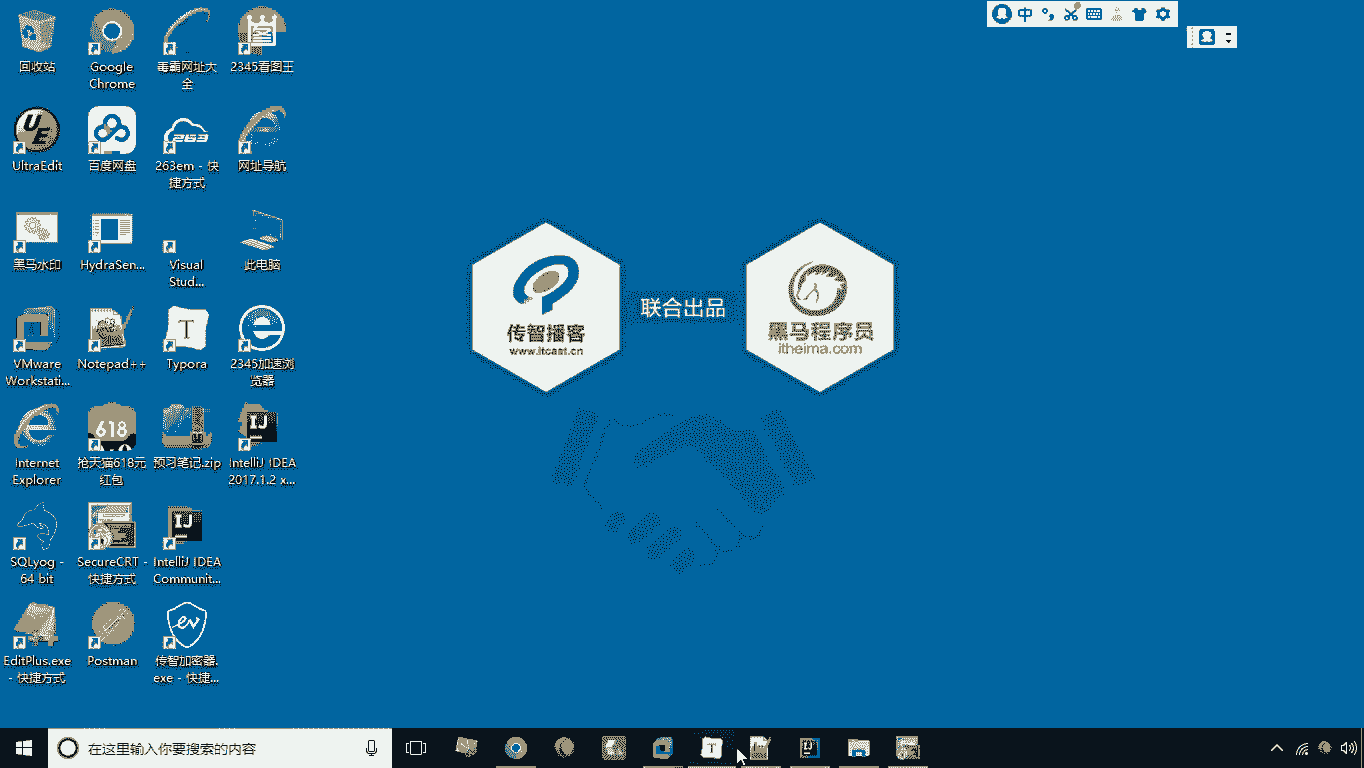 回收站
Google
Chrome
毒霸网址大
全
2345看图王
UltraEdit
百度网盘
263
263em - 快
捷方式
网址导航
黑马水印
HydraSen...
Visual
Stud...
此电脑
VMware
Workstati...
Notepad++
T
Typora
2345加速浏
览器
Internet
Explorer
618
抢天猫618元
红包
预习笔记.zip
IJ
IntelliJ IDEA
2017.1.2 x...
SQLyog -
64 bit
SecureCRT -
快捷方式
IJ
IntelliJ IDEA
Communit...
EditPlus.exe
- 快捷方式
Postman
ev
传智加密器.
exe - 快捷...
中
传智播客
www.itcast.cn
联合出品
黑马程序员
itheima.com
在这里输入你要搜索的内容
T